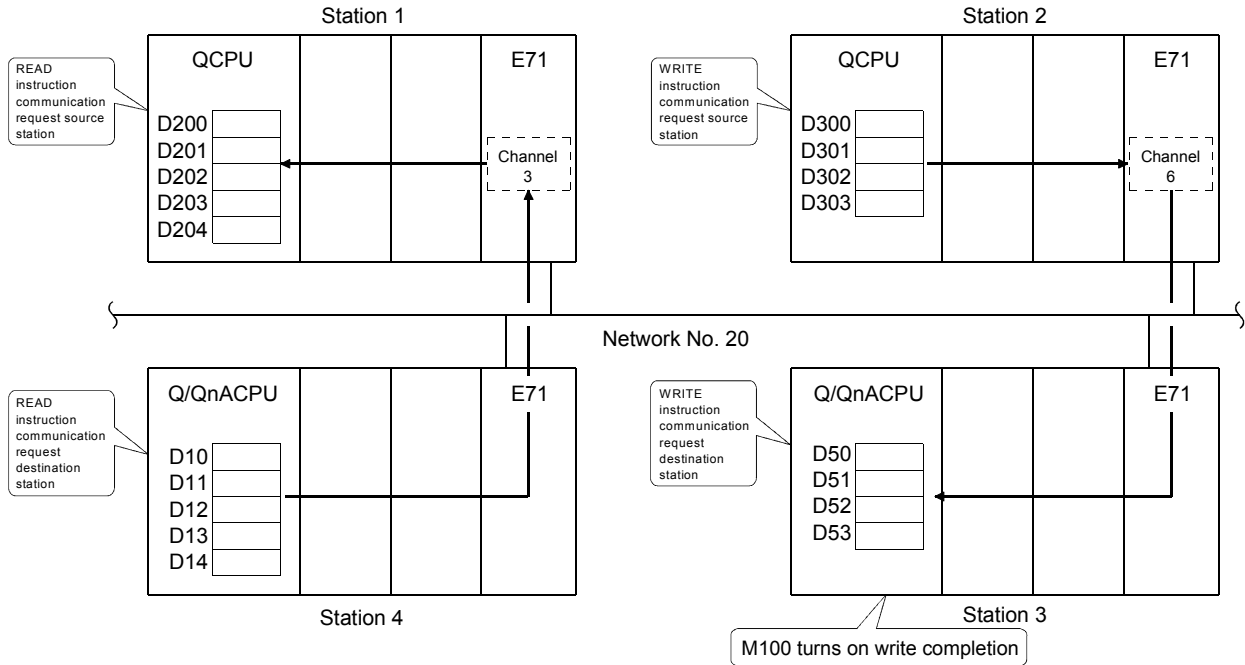 Station 1
QCPU
E71
READ
instruction
communication
request source
station
D200
D201
D202
D203
D204
Channel
3
Station 2
QCPU
E71
WRITE
instruction
communication
request source
station
D300
D301
D302
D303
Channel
6
Network No. 20
Q/QnACPU
E71
READ
instruction
communication
request
destination
station
D10
D11
D12
D13
D14
Station 4
Q/QnACPU
E71
WRITE
instruction
communication
request
destination
station
D50
D51
D52
D53
Station 3
M100 turns on write completion